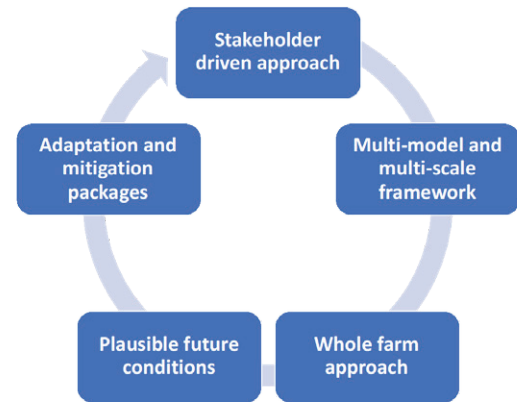 Stakeholder
driven approach
Multi-model and
multi-scale
framework
Whole farm
approach
Plausible future
conditions
Adaptation and
mitigation
packages